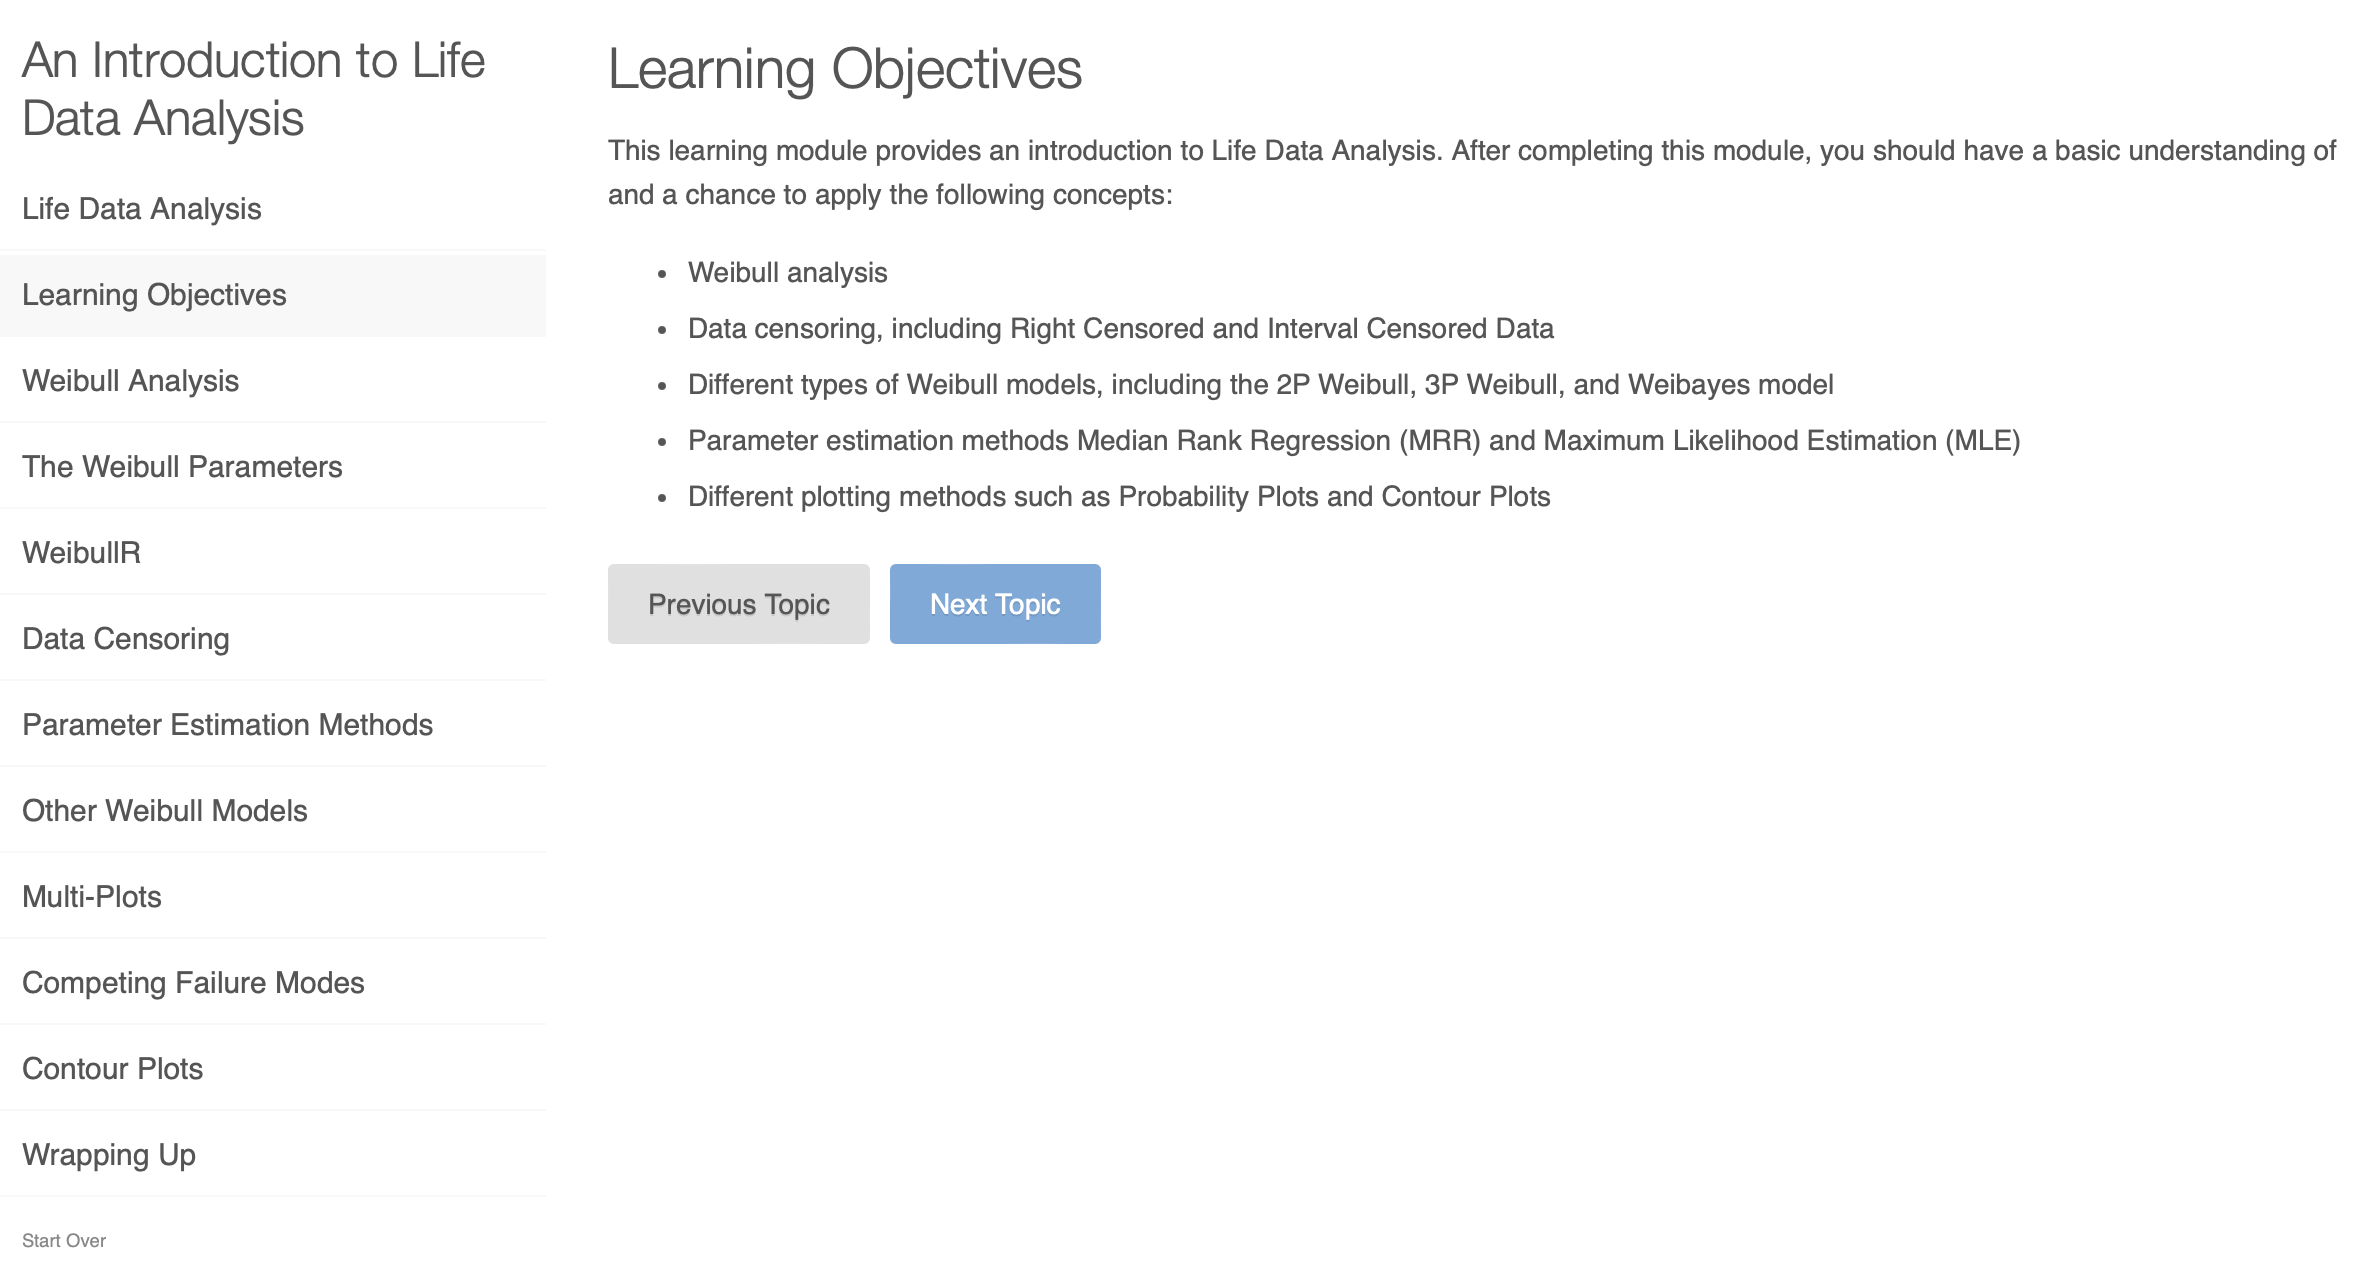 An Introduction to Life
Data Analysis
Life Data Analysis
Learning Objectives
Weibull Analysis
The Weibull Parameters
WeibullR
Data Censoring
Parameter Estimation Methods
Other Weibull Models
Multi-Plots
Competing Failure Modes
Contour Plots
Wrapping Up
Start Over
Learning Objectives
This learning module provides an introduction to Life Data Analysis. After completing this module, you should have a basic understanding of
and a chance to apply the following concepts:
• Weibull analysis
• Data censoring, including Right Censored and Interval Censored Data
• Different types of Weibull models, including the 2P Weibull, 3P Weibull, and Weibayes model
• Parameter estimation methods Median Rank Regression (MRR) and Maximum Likelihood Estimation (MLE)
• Different plotting methods such as Probability Plots and Contour Plots
Previous Topic
Next Topic